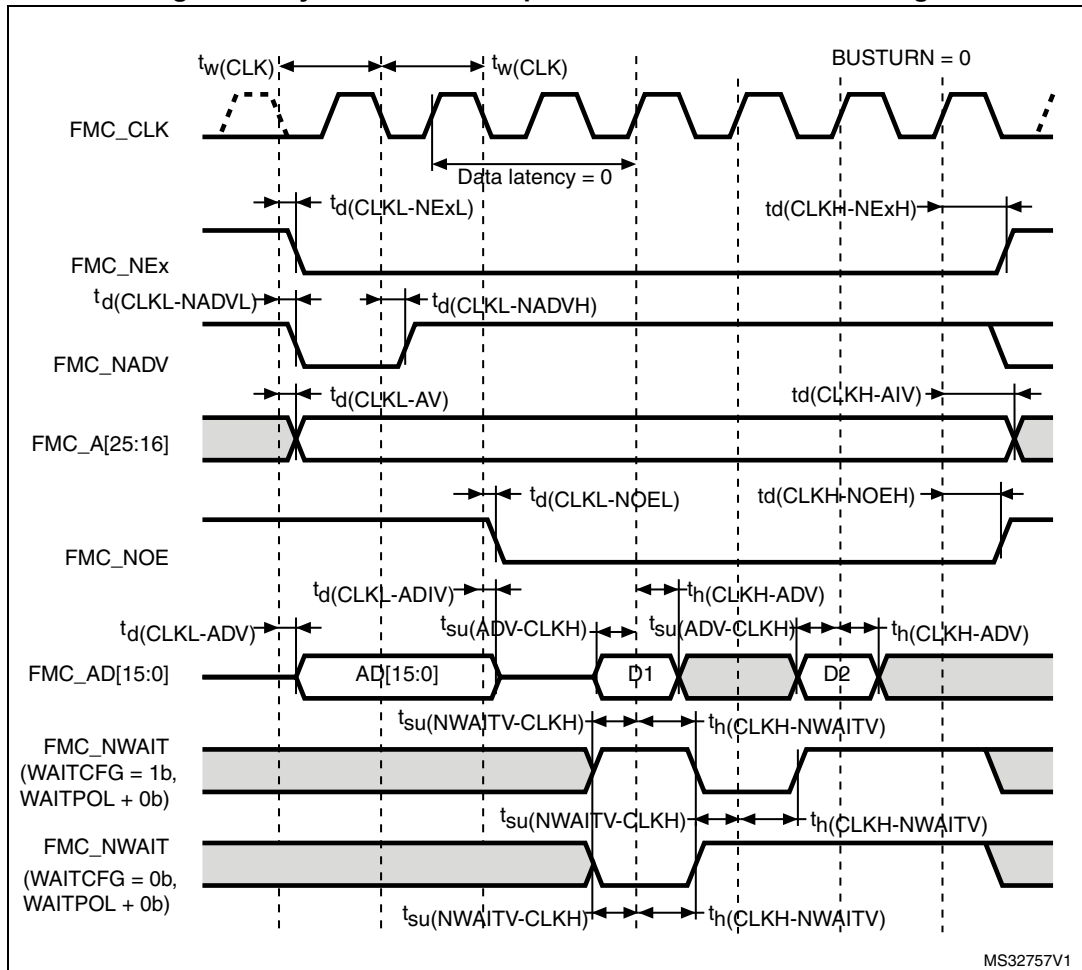 BUSTURN = 0
tw(CLK)
tw(CLK)
FMC_CLK
Data latency = 0
td(CLKL-NExL)
td(CLKH-NExH)
FMC_NEx
td(CLKL-NADVL)
td(CLKL-NADVH)
FMC_NADV
td(CLKL-AV)
td(CLKH-AIV)
FMC_A[25:16]
td(CLKL-NOEL)
td(CLKH-NOEH)
FMC_NOE
td(CLKL-ADIV)
th(CLKH-ADV)
td(CLKL-ADV)
tsu(ADV-CLKH)
tsu(ADV-CLKH)
th(CLKH-ADV)
FMC_AD[15:0]
AD[15:0]
D1
D2
tsu(NWAITV-CLKH)
th(CLKH-NWAITV)
FMC_NWAIT
(WAITCFG = 1b,
WAITPOL + 0b)
tsu(NWAITV-CLKH)
th(CLKH-NWAITV)
FMC_NWAIT
(WAITCFG = 0b,
WAITPOL + 0b)
tsu(NWAITV-CLKH)
th(CLKH-NWAITV)
MS32757V1